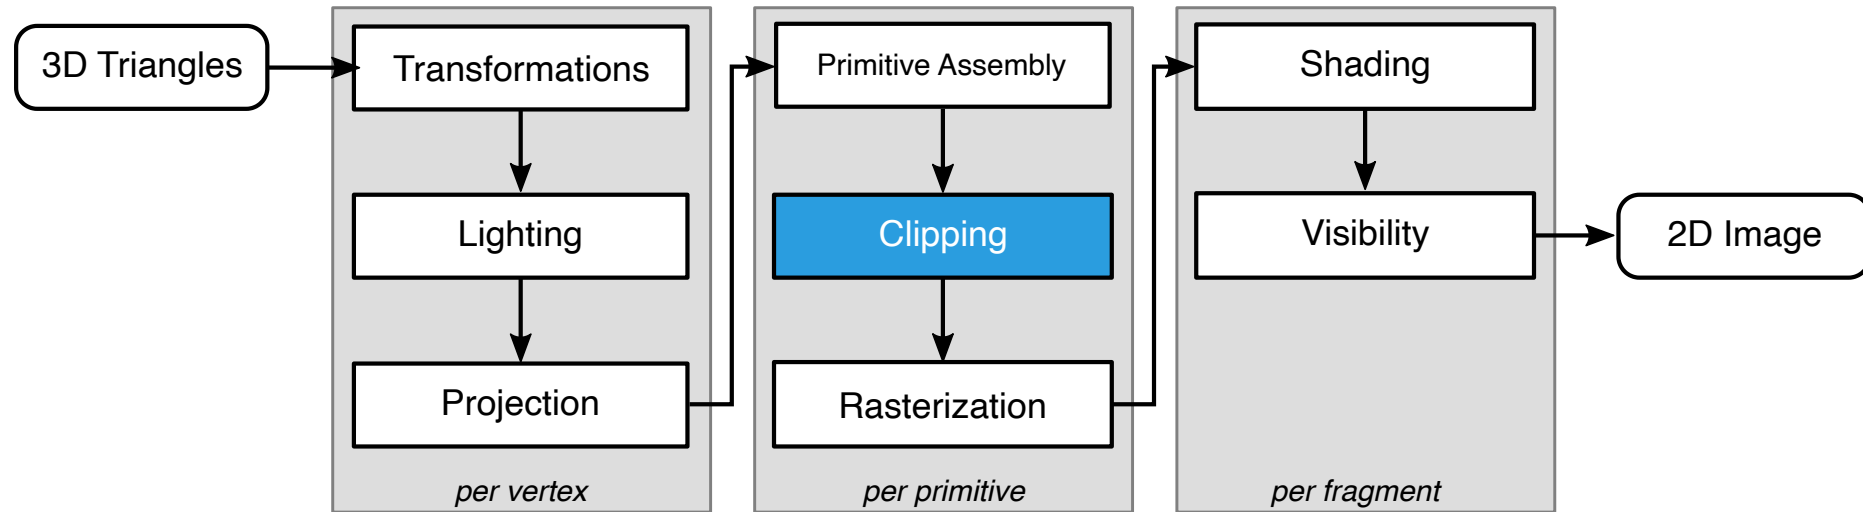 3D Triangles
Transformations
Lighting
Projection
per vertex
Primitive Assembly
Clipping
Rasterization
per primitive
Shading
Visibility
per fragment
2D Image